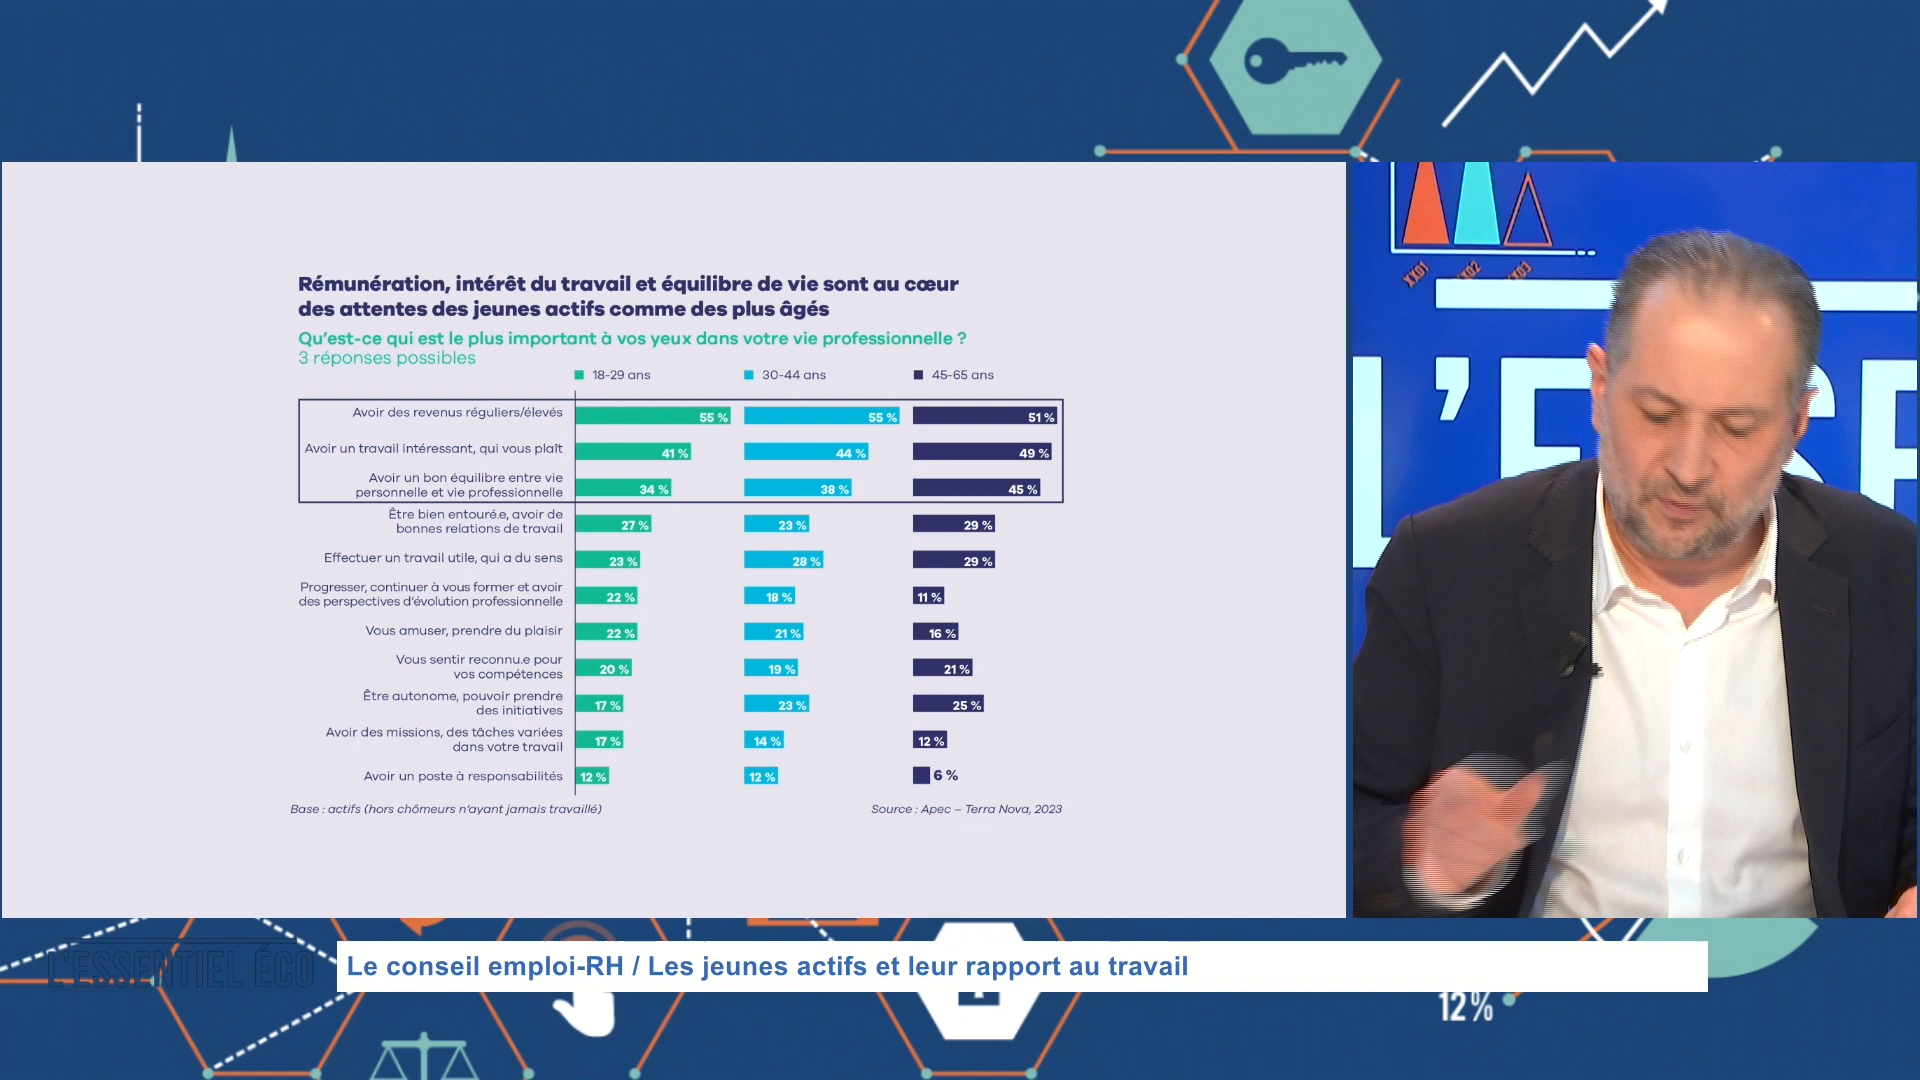 XX01
XX02
XX03
L'ESSE
Rémunération, intérêt du travail et équilibre de vie sont au cœur
des attentes des jeunes actifs comme des plus âgés
Qu'est-ce qui est le plus important à vos yeux dans votre vie professionnelle ?
3 réponses possibles
18-29 ans 30-44 ans 45-65 ans
Avoir des revenus réguliers/élevés 55 % 55 % 51 %
Avoir un travail intéressant, qui vous plaît 41 % 44 % 49 %
Avoir un bon équilibre entre vie
personnelle et vie professionnelle 34 % 38 % 45 %
Être bien entouré.e, avoir de
bonnes relations de travail 27 % 23 % 29 %
Effectuer un travail utile, qui a du sens 23 % 28 % 29 %
Progresser, continuer à vous former et avoir
des perspectives d'évolution professionnelle 22 % 18 % 11 %
Vous amuser, prendre du plaisir 22 % 21 % 16 %
Vous sentir reconnu.e pour
vos compétences 20 % 19 % 21 %
Être autonome, pouvoir prendre
des initiatives 17 % 23 % 25 %
Avoir des missions, des tâches variées
dans votre travail 17 % 14 % 12 %
Avoir un poste à responsabilités 12 % 12 % 6 %
Base : actifs (hors chômeurs n'ayant jamais travaillé)
Source : Apec – Terra Nova, 2023
L'ESSENTIEL ÉCO
Le conseil emploi-RH / Les jeunes actifs et leur rapport au travail
12%